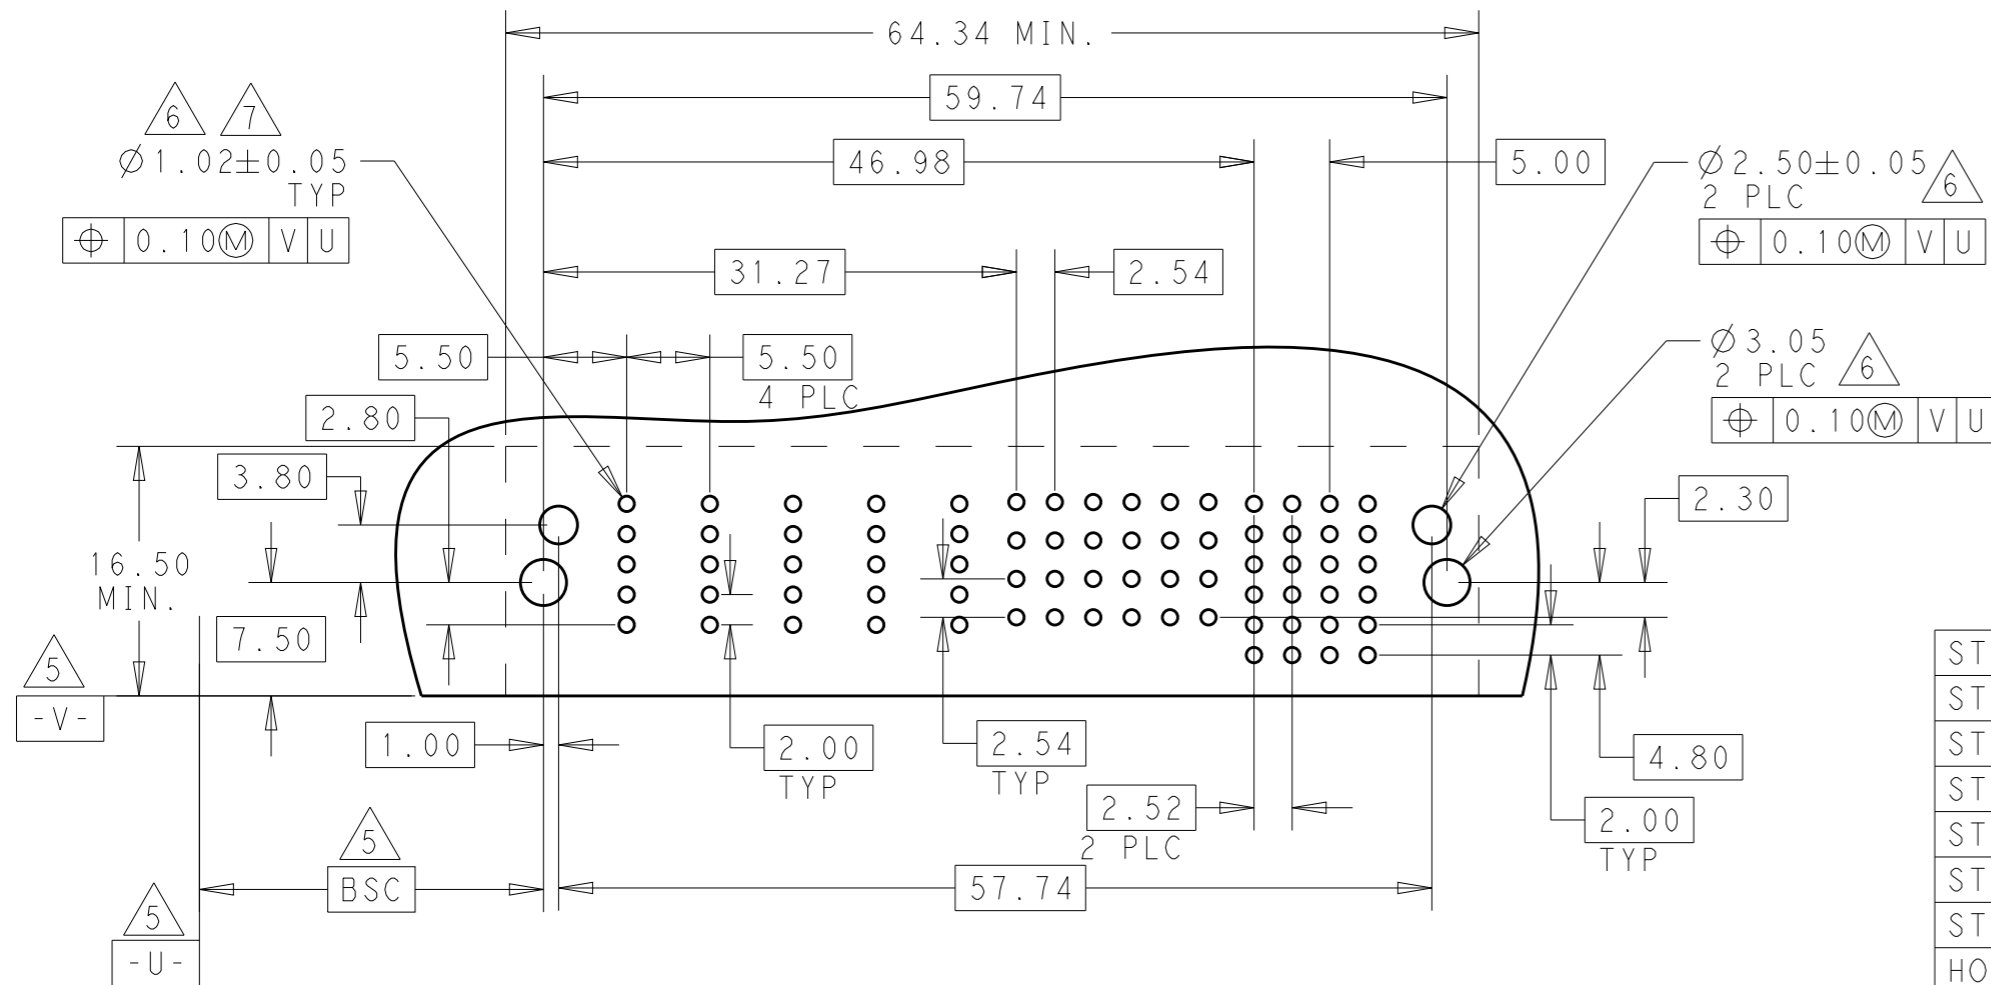 64.34 MIN.
59.74
6 7
Ø1.02±0.05
TYP
⌖ 0.10Ⓜ V U
46.98
5.00
Ø2.50±0.05 6
2 PLC
⌖ 0.10Ⓜ V U
31.27
2.54
5.50
5.50
4 PLC
Ø3.05
2 PLC 6
⌖ 0.10Ⓜ V U
2.80
3.80
2.30
16.50
MIN.
7.50
5
-V-
1.00
2.00
TYP
2.54
TYP
4.80
2.52
2 PLC
2.00
TYP
5
BSC
57.74
5
-U-
ST
ST
ST
ST
ST
ST
ST
HO